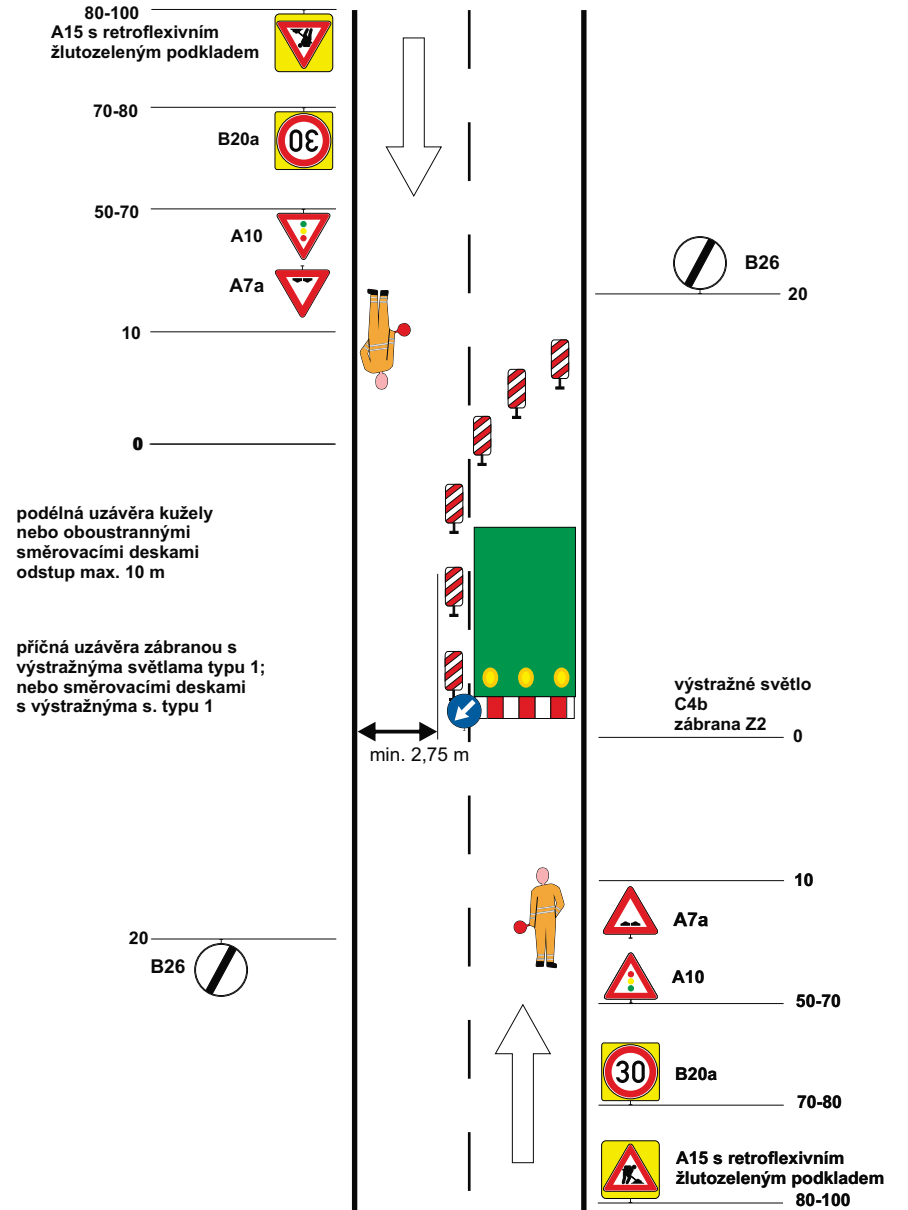 80-100
A15 s retroflexivním
žlutozeleným podkladem
70-80
B20a
30
50-70
A10
A7a
10
0
podélná uzávěra kužely
nebo oboustrannými
směrovacími deskami
odstup max. 10 m
příčná uzávěra zábranou s
výstražnýma světlama typu 1;
nebo směrovacími deskami
s výstražnýma s. typu 1
min. 2,75 m
20
B26
B26
20
výstražné světlo
C4b
zábrana Z2
0
10
A7a
A10
50-70
30
B20a
70-80
A15 s retroflexivním
žlutozeleným podkladem
80-100